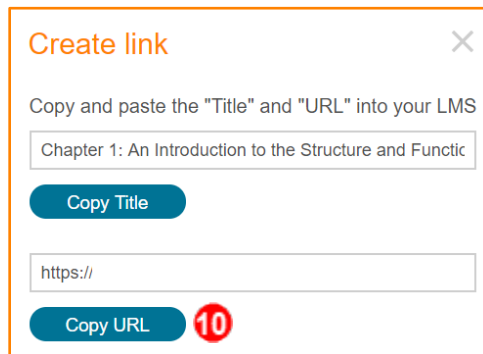 Create link
Copy and paste the "Title" and "URL" into your LMS
Chapter 1: An Introduction to the Structure and
Copy Title
https://
Copy URL 10